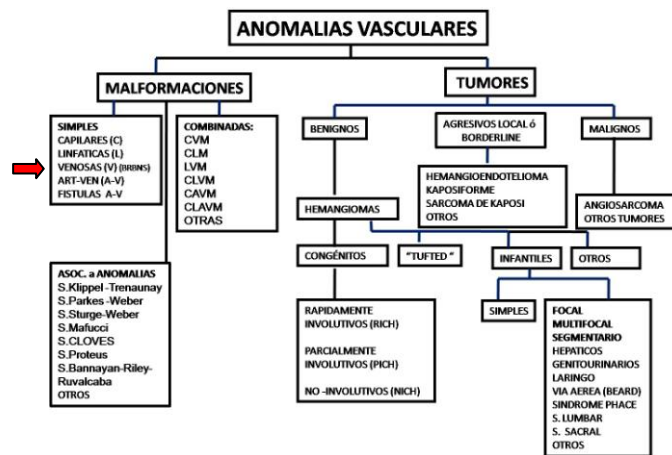 ANOMALIAS VASCULARES
MALFORMACIONES
SIMPLES
CAPILARES (C)
LINFATICAS (L)
VENOSAS (V) (BRBNS)
ART-VEN (A-V)
FISTULAS A-V
COMBINADAS:
CVM
CLM
LVM
CLVM
CAVM
CLAVM
OTRAS
ASOC. a ANOMALIAS
S.Klippel-Trenaunay
S.Parkes-Weber
S.Sturge-Weber
S.Mafucci
S.CLOVES
S.Proteus
S.Bannayan-Riley-
Ruvalcaba
OTROS
TUMORES
BENIGNOS
AGRESIVOS LOCAL ó
BORDERLINE
MALIGNOS
HEMANGIOENDOTELIOMA
KAPOSIFORME
SARCOMA DE KAPOSI
OTROS
ANGIOSARCOMA
OTROS TUMORES
HEMANGIOMAS
CONGÉNITOS
"TUFTED "
INFANTILES
OTROS
RAPIDAMENTE
INVOLUTIVOS (RICH)
PARCIALMENTE
INVOLUTIVOS (PICH)
NO -INVOLUTIVOS (NICH)
SIMPLES
FOCAL
MULTIFOCAL
SEGMENTARIO
HEPATICOS
GENITOURINARIOS
LARINGO
VIA AEREA (BEARD)
SINDROME PHACE
S. LUMBAR
S. SACRAL
OTROS